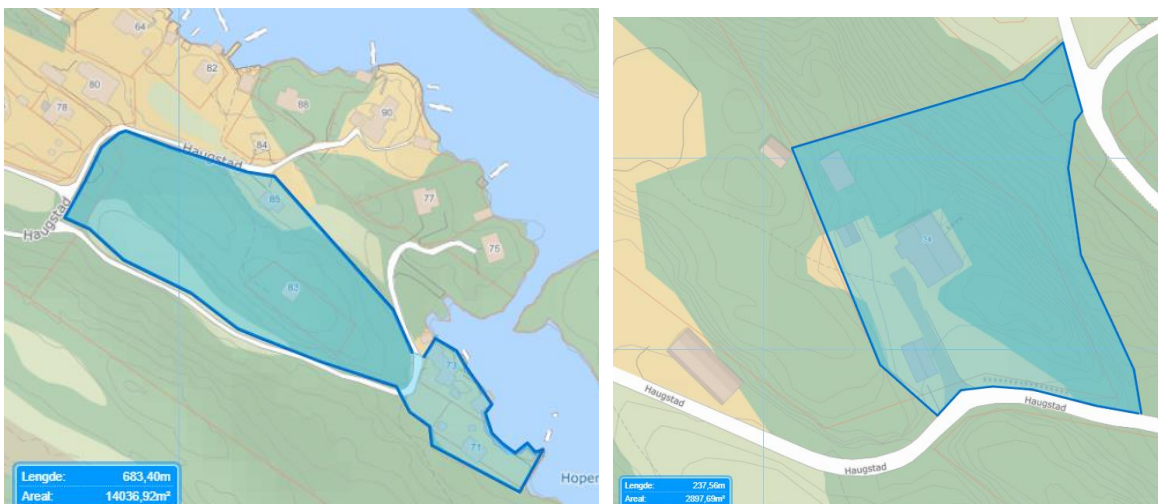 64
82
80
78
88
90
84
Haugstad
85
77
Haugstad
75
83
73
71
Hoper
Lengde: 683,40m
Areal: 14036,92m²
74
Haugstad
Haugstad
Haugstad
Lengde: 237,56m
Areal: 2897,69m²